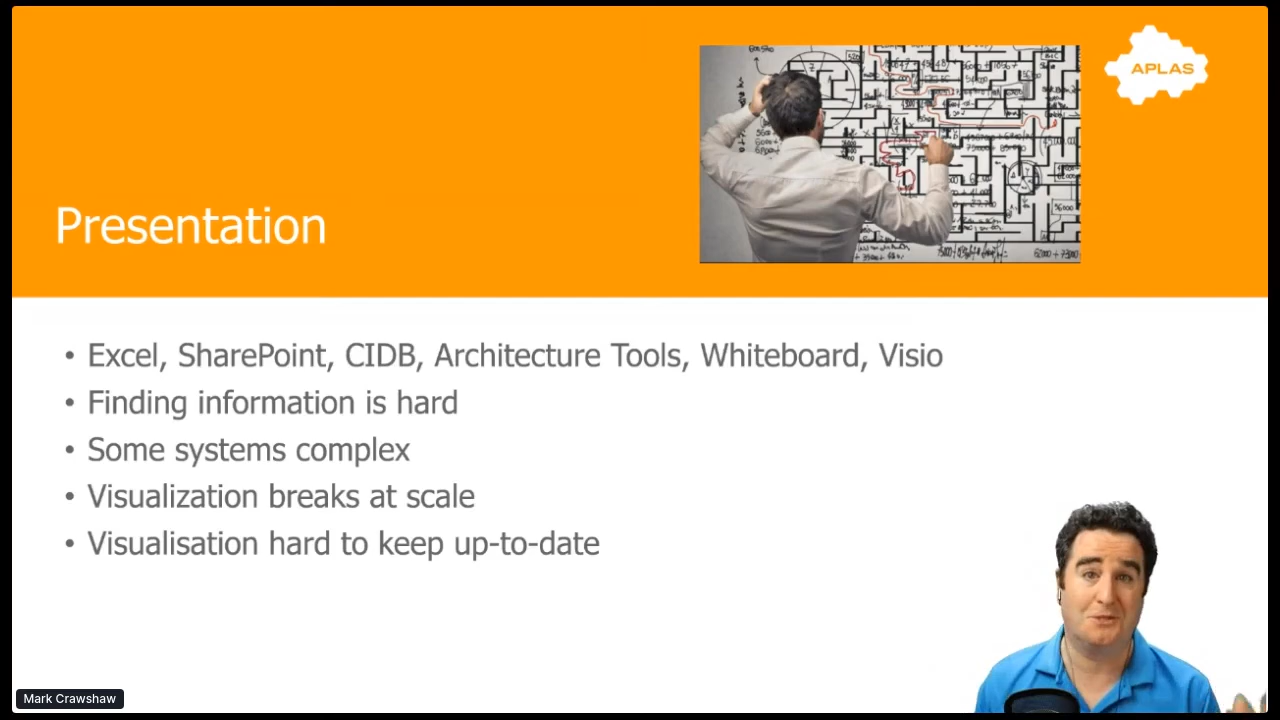 APLAS
Presentation
• Excel, SharePoint, CIDB, Architecture Tools, Whiteboard, Visio
• Finding information is hard
• Some systems complex
• Visualization breaks at scale
• Visualisation hard to keep up-to-date
Mark Crawshaw